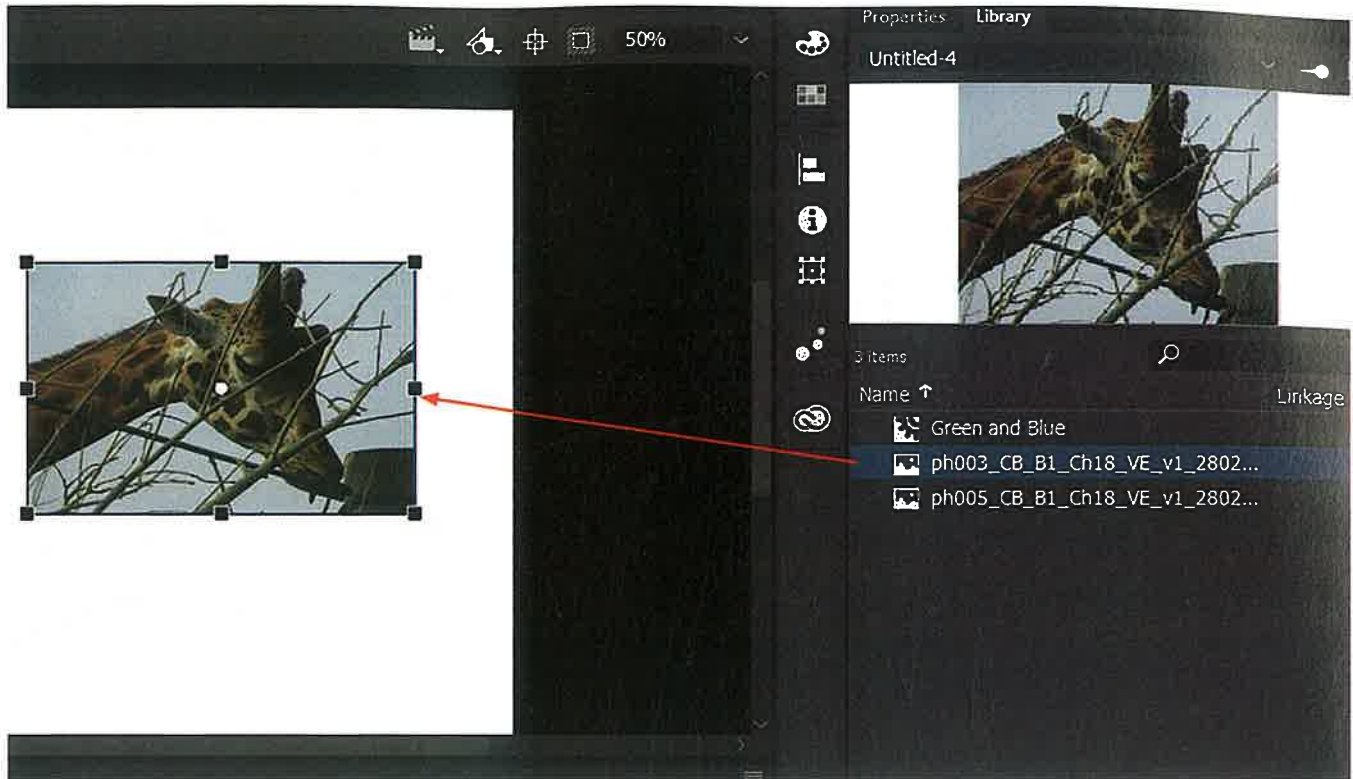 50%
Properties Library
Untitled-4
3 items
Name ↑ Linkage
Green and Blue
ph003_CB_B1_Ch18_VE_v1_2802...
ph005_CB_B1_Ch18_VE_v1_2802...